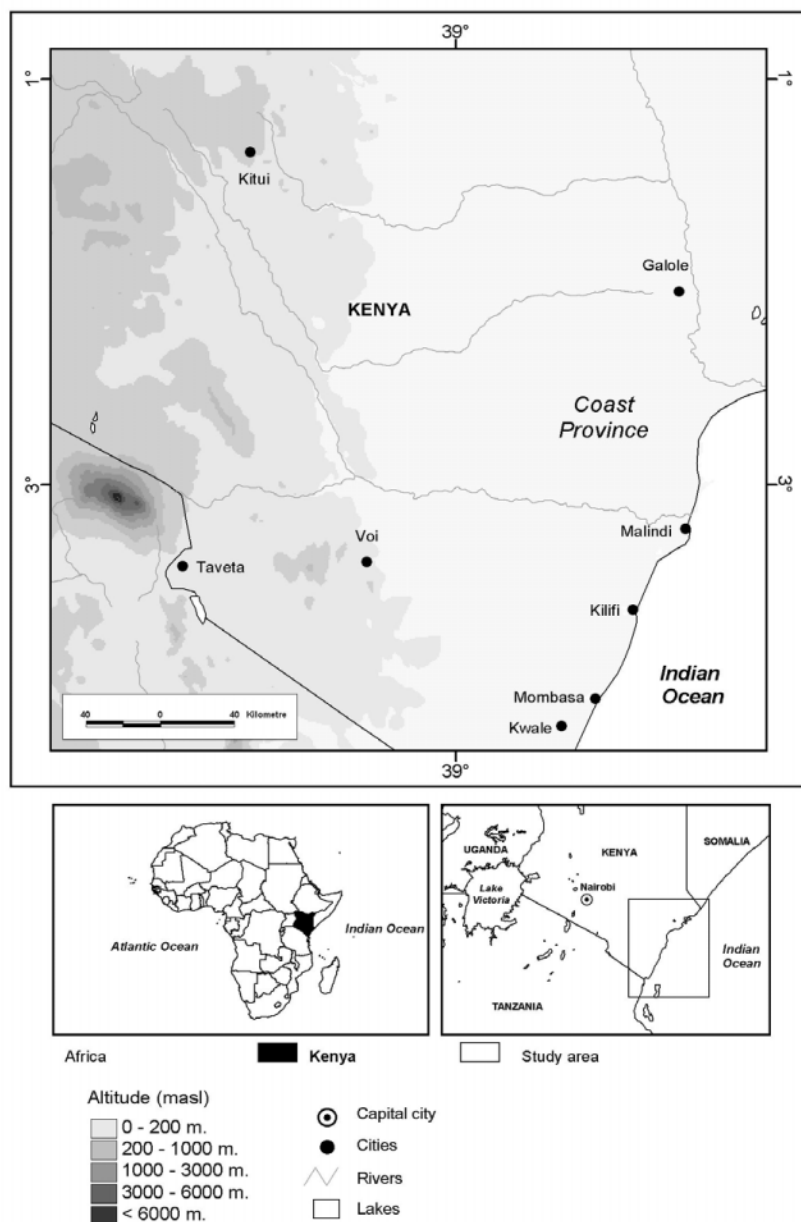 39°
1°
1°
Kitui
Galole
KENYA
Coast
Province
3°
3°
Malindi
Voi
Taveta
Kilifi
Indian
Ocean
Mombasa
Kwale
40 0 40 Kilometre
39°
UGANDA
KENYA
SOMALIA
Lake
Victoria
Nairobi
Indian Ocean
Atlantic Ocean
Indian
Ocean
TANZANIA
Africa Kenya Study area
Altitude (masl)
0 - 200 m.
200 - 1000 m.
1000 - 3000 m.
3000 - 6000 m.
< 6000 m.
Capital city
Cities
Rivers
Lakes